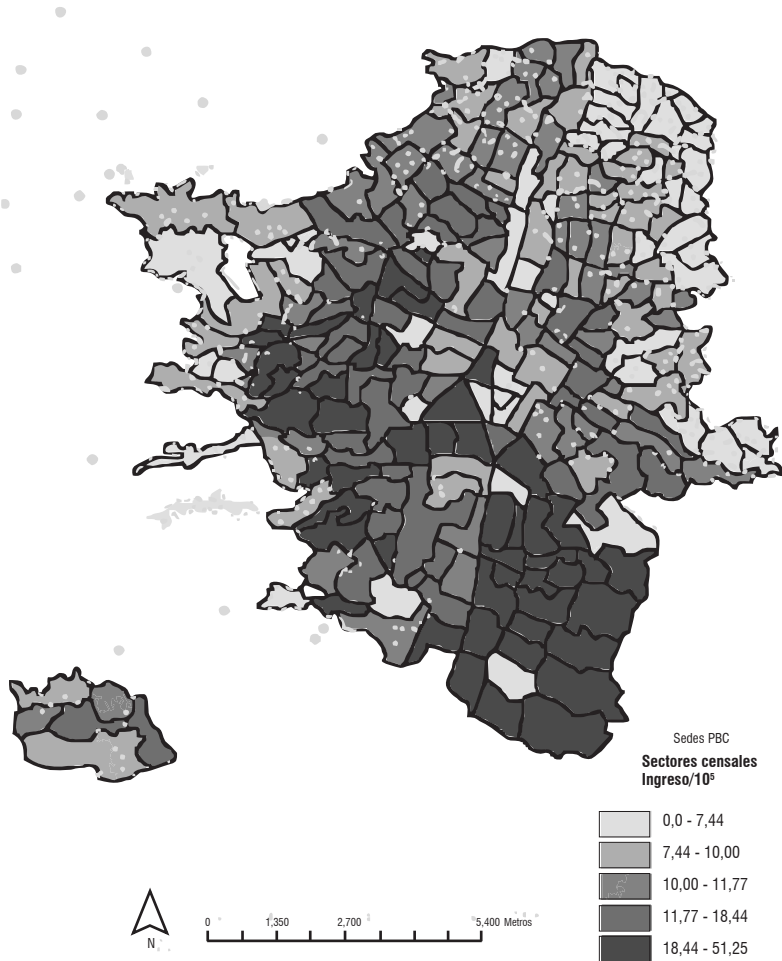 Sedes PBC
Sectores censales
Ingreso/10⁵
0,0 - 7,44
7,44 - 10,00
10,00 - 11,77
11,77 - 18,44
18,44 - 51,25
N
0 1,350 2,700 5,400 Metros